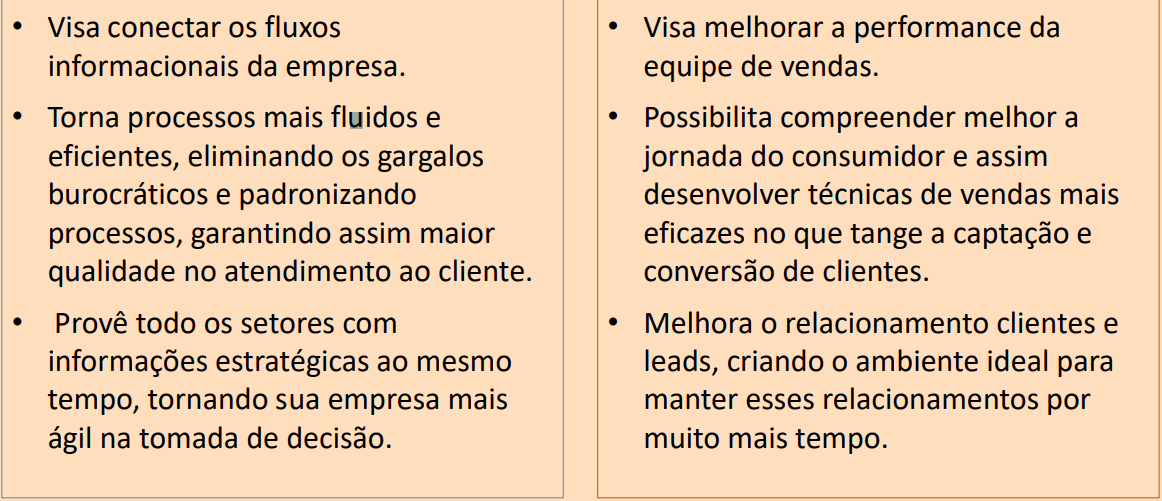 • Visa conectar os fluxos
informacionais da empresa.
• Torna processos mais fluidos e
eficientes, eliminando os gargalos
burocráticos e padronizando
processos, garantindo assim maior
qualidade no atendimento ao cliente.
• Provê todo os setores com
informações estratégicas ao mesmo
tempo, tornando sua empresa mais
ágil na tomada de decisão.
• Visa melhorar a performance da
equipe de vendas.
• Possibilita compreender melhor a
jornada do consumidor e assim
desenvolver técnicas de vendas mais
eficazes no que tange a captação e
conversão de clientes.
• Melhora o relacionamento clientes e
leads, criando o ambiente ideal para
manter esses relacionamentos por
muito mais tempo.